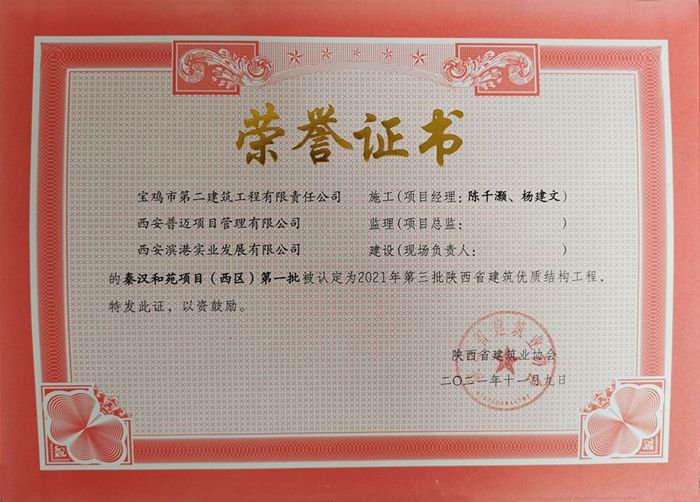 荣誉证书
宝鸡市第二建筑工程有限责任公司 施工(项目经理:陈千灏、杨建文)
西安普迈项目管理有限公司 监理(项目总监: )
西安滨港实业发展有限公司 建设(现场负责人: )
的秦汉和苑项目(西区)第一批被认定为2021年第三批陕西省建筑优质结构工程,
特发此证,以资鼓励。
陕西省建筑业协会
二〇二一年十一月九日